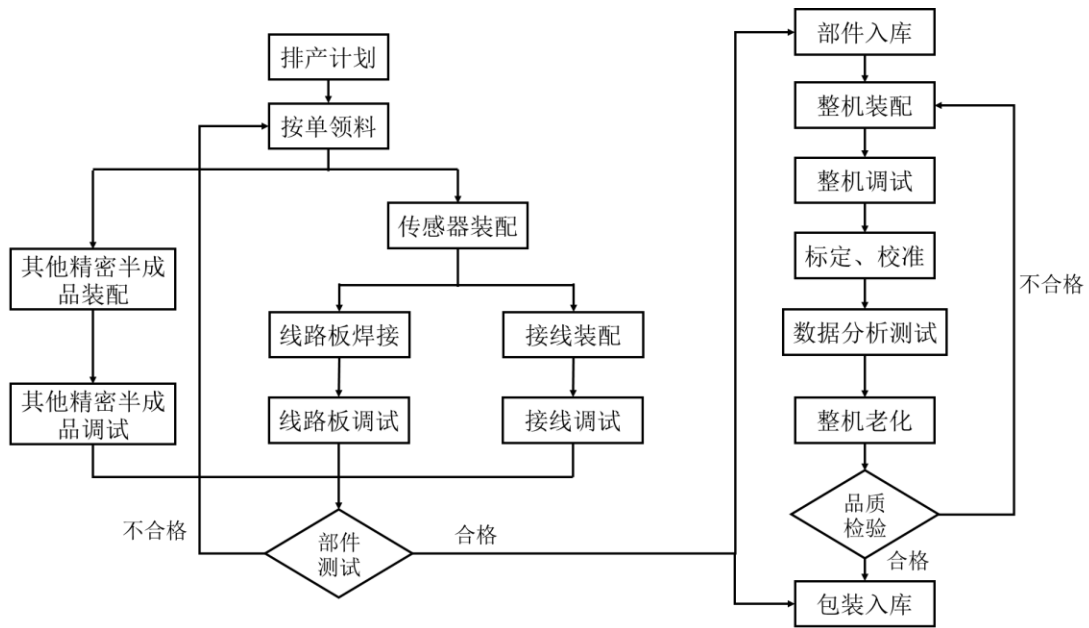 排产计划
按单领料
传感器装配
其他精密半成
品装配
线路板焊接
接线装配
其他精密半成
品调试
线路板调试
接线调试
不合格
部件
测试
合格
部件入库
整机装配
整机调试
标定、校准
不合格
数据分析测试
整机老化
品质
检验
合格
包装入库